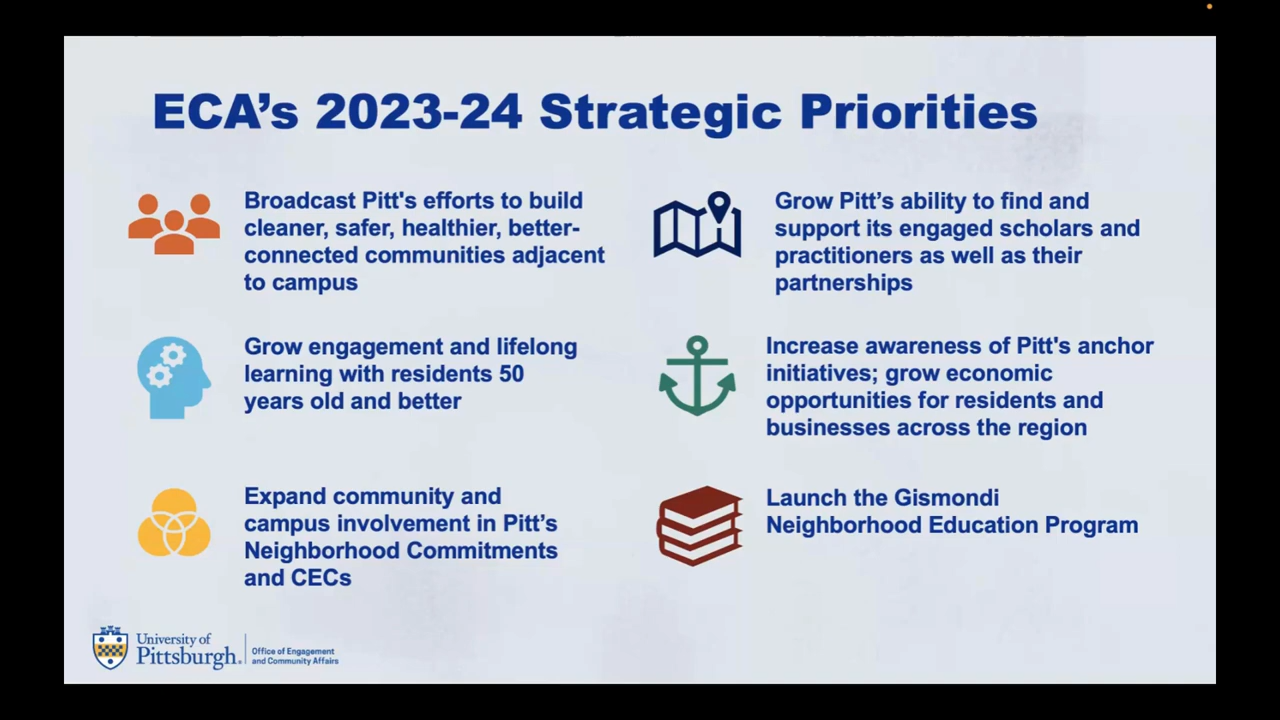 ECA’s 2023-24 Strategic Priorities
Broadcast Pitt's efforts to build
cleaner, safer, healthier, better-
connected communities adjacent
to campus
Grow Pitt’s ability to find and
support its engaged scholars and
practitioners as well as their
partnerships
Grow engagement and lifelong
learning with residents 50
years old and better
Increase awareness of Pitt's anchor
initiatives; grow economic
opportunities for residents and
businesses across the region
Expand community and
campus involvement in Pitt’s
Neighborhood Commitments
and CECs
Launch the Gismondi
Neighborhood Education Program
University of
Pittsburgh.
Office of Engagement
and Community Affairs